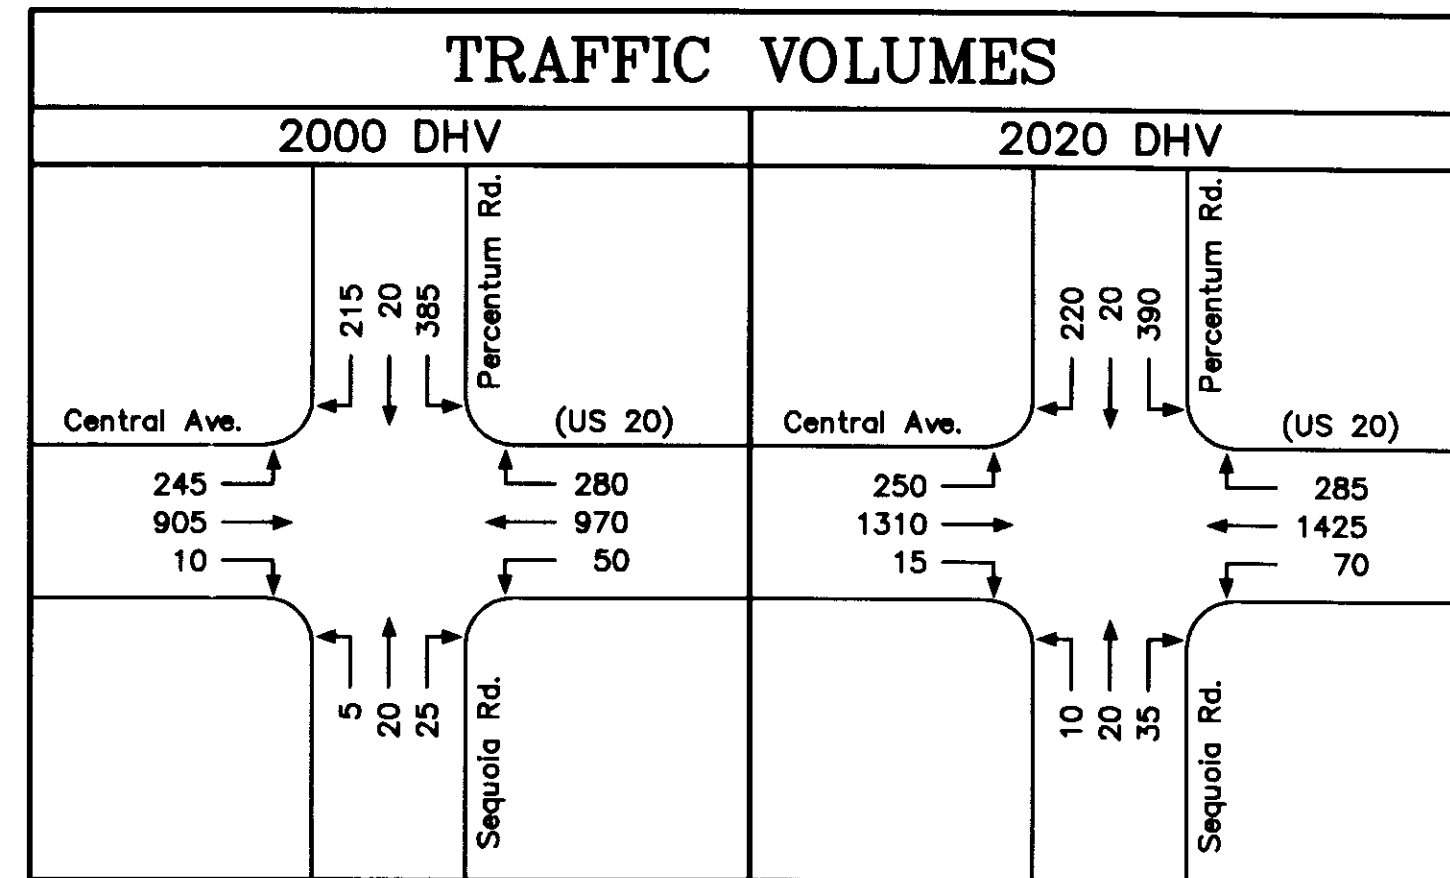 TRAFFIC VOLUMES
2000 DHV
Percentum Rd.
215
20
385
Central Ave.
(US 20)
245
905
10
280
970
50
5
20
25
Sequoia Rd.
2020 DHV
Percentum Rd.
220
20
390
Central Ave.
(US 20)
250
1310
15
285
1425
70
10
20
35
Sequoia Rd.